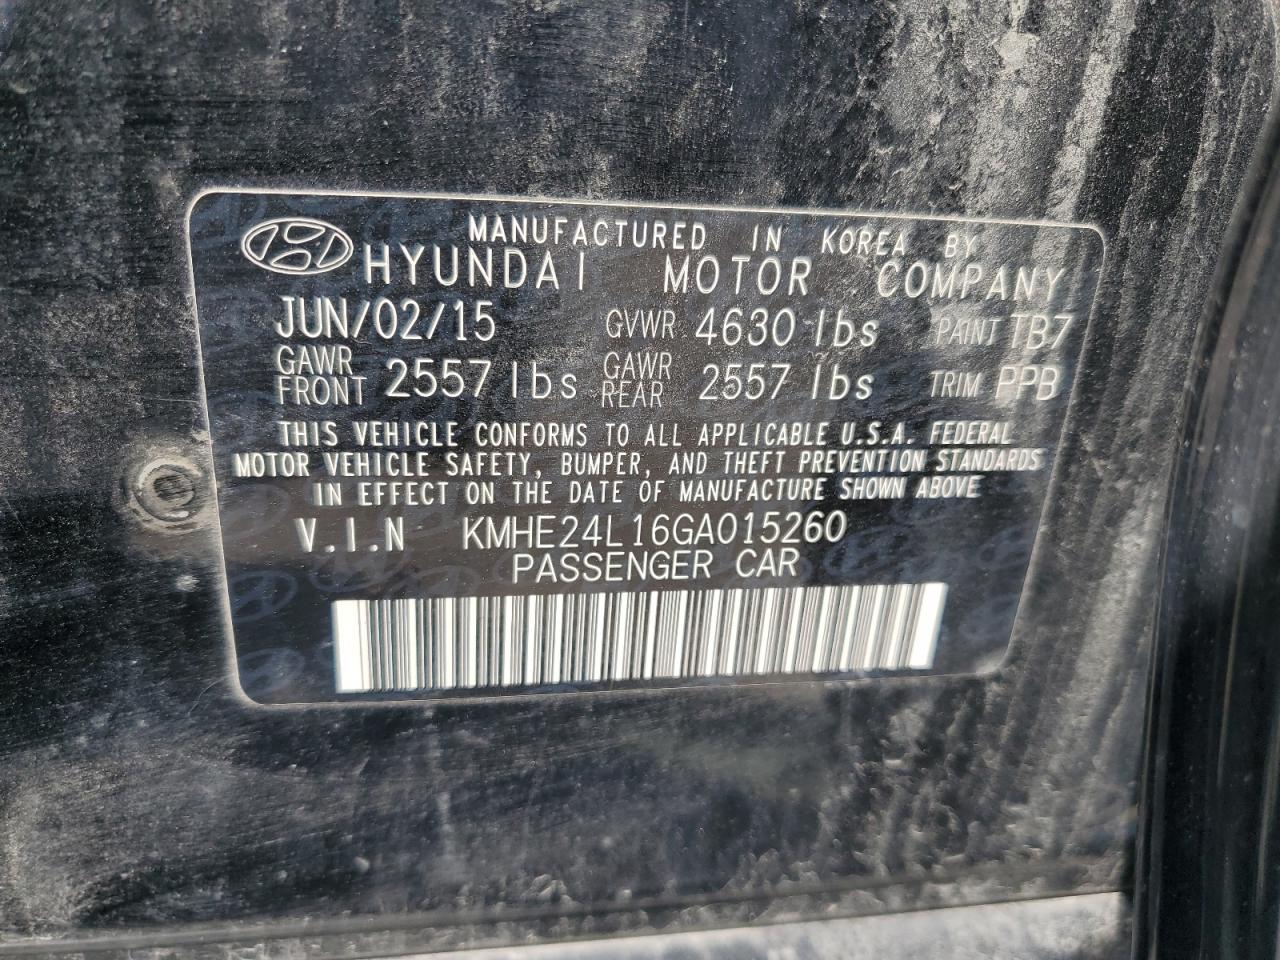 MANUFACTURED IN KOREA BY
HYUNDAI MOTOR COMPANY
JUN/02/15 GVWR 4630 lbs PAINT TB7
GAWR FRONT 2557 lbs GAWR REAR 2557 lbs TRIM PPB
THIS VEHICLE CONFORMS TO ALL APPLICABLE U.S.A. FEDERAL
MOTOR VEHICLE SAFETY, BUMPER, AND THEFT PREVENTION STANDARDS
IN EFFECT ON THE DATE OF MANUFACTURE SHOWN ABOVE
V.I.N KMHE24L16GA015260
PASSENGER CAR